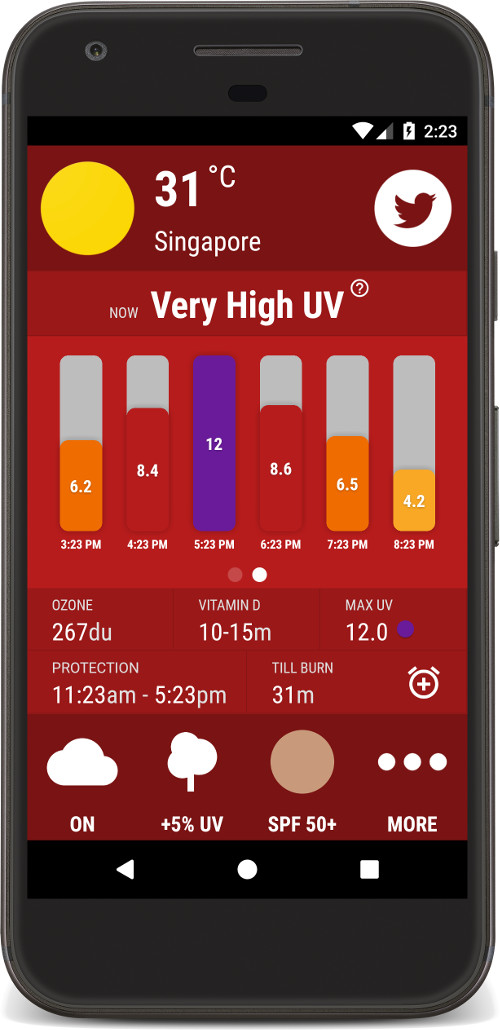 2:23
31 °C
Singapore
NOW Very High UV ?
6.2 8.4 12 8.6 6.5 4.2
3:23 PM 4:23 PM 5:23 PM 6:23 PM 7:23 PM 8:23 PM
OZONE VITAMIN D MAX UV
267du 10-15m 12.0
PROTECTION TILL BURN
11:23am - 5:23pm 31m
ON +5% UV SPF 50+ MORE